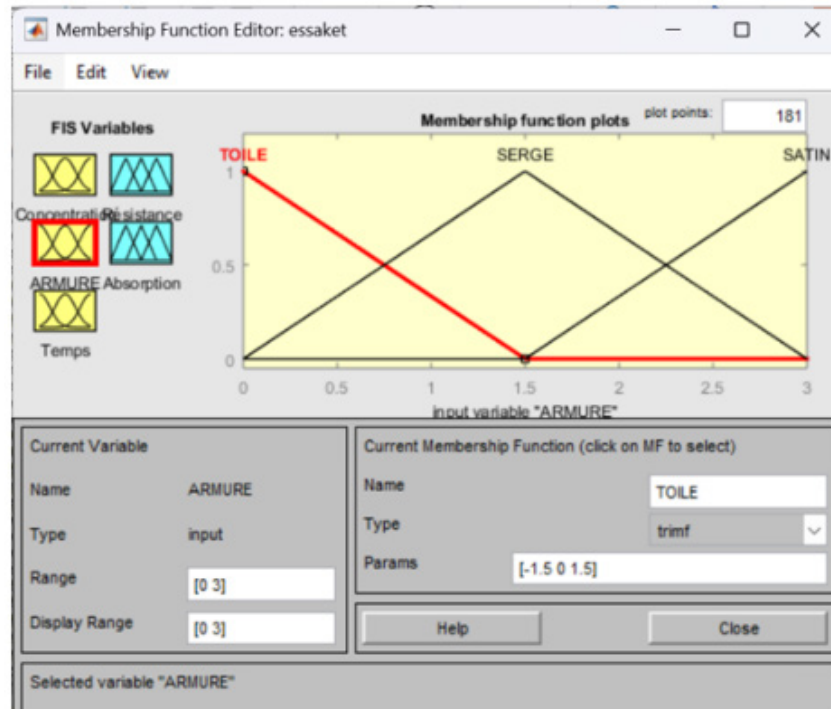 Membership Function Editor: essaket
File Edit View
FIS Variables
Membership function plots
plot points: 181
TOILE SERGE SATIN
Concentration Résistance
ARMURE Absorption
Temps
1
0.5
0
0 0.5 1 1.5 2 2.5 3
input variable "ARMURE"
Current Variable
Name ARMURE
Type input
Range [0 3]
Display Range [0 3]
Current Membership Function (click on MF to select)
Name TOILE
Type trimf
Params [-1.5 0 1.5]
Help Close
Selected variable "ARMURE"